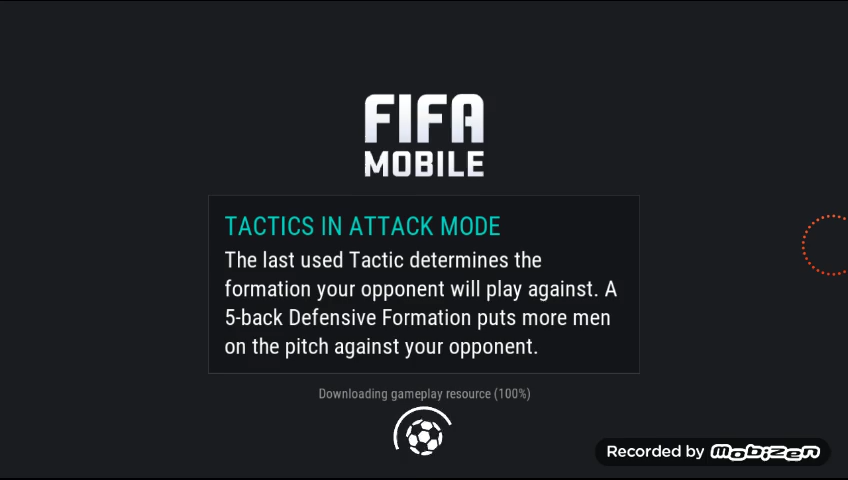 FIFA
MOBILE
TACTICS IN ATTACK MODE
The last used Tactic determines the
formation your opponent will play against. A
5-back Defensive Formation puts more men
on the pitch against your opponent.
Downloading gameplay resource (100%)
Recorded by Mobizen